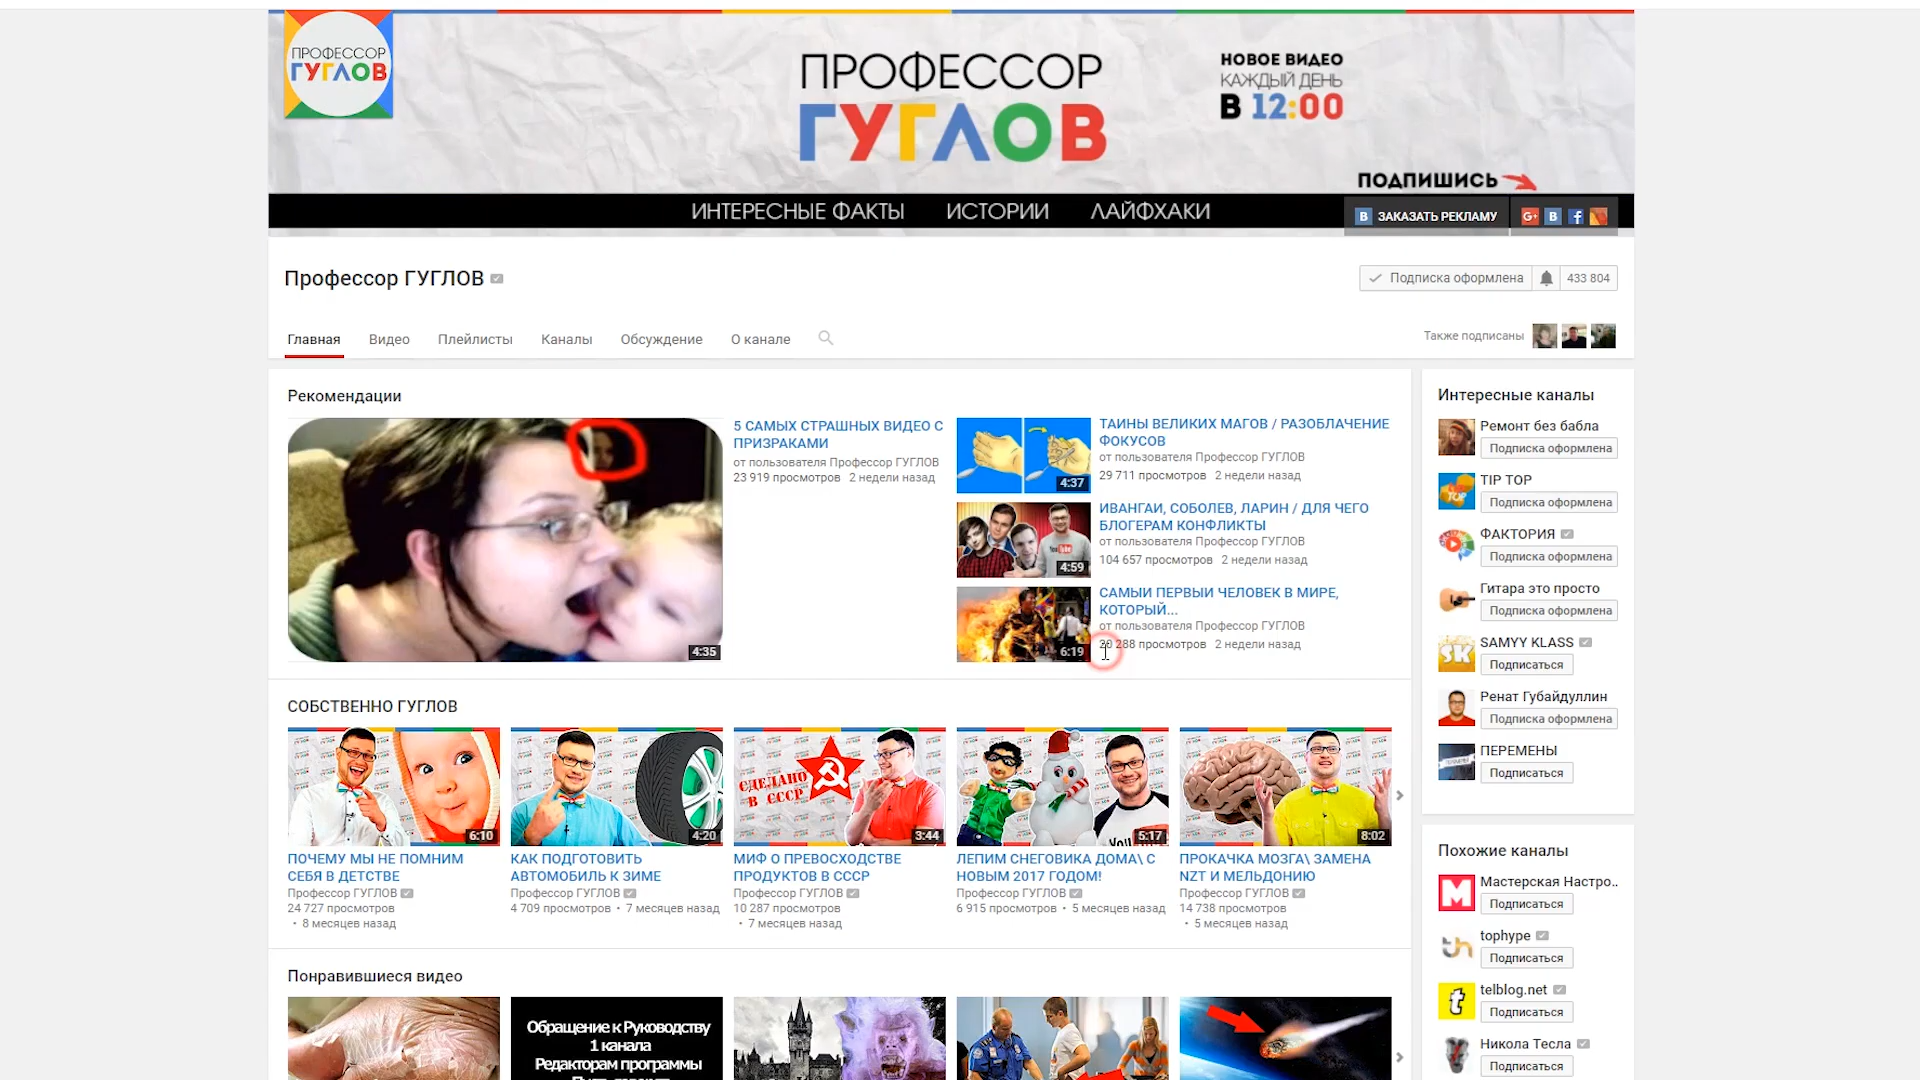 ПРОФЕССОР
ГУГЛОВ
ПРОФЕССОР
ГУГЛОВ
НОВОЕ ВИДЕО
КАЖДЫЙ ДЕНЬ
В 12:00
ПОДПИШИСЬ
ИНТЕРЕСНЫЕ ФАКТЫ ИСТОРИИ ЛАЙФХАКИ
В ЗАКАЗАТЬ РЕКЛАМУ G+ В f
Профессор ГУГЛОВ
Подписка оформлена 433 804
Главная Видео Плейлисты Каналы Обсуждение О канале
Также подписаны
Рекомендации
4:35
5 САМЫХ СТРАШНЫХ ВИДЕО С
ПРИЗРАКАМИ
от пользователя Профессор ГУГЛОВ
23 919 просмотров 2 недели назад
4:37
ТАЙНЫ ВЕЛИКИХ МАГОВ / РАЗОБЛАЧЕНИЕ
ФОКУСОВ
от пользователя Профессор ГУГЛОВ
29 711 просмотров 2 недели назад
You Tube
4:59
ИВАНГАЙ, СОБОЛЕВ, ЛАРИН / ДЛЯ ЧЕГО
БЛОГЕРАМ КОНФЛИКТЫ
от пользователя Профессор ГУГЛОВ
104 657 просмотров 2 недели назад
6:19
САМЫЙ ПЕРВЫЙ ЧЕЛОВЕК В МИРЕ,
КОТОРЫЙ...
от пользователя Профессор ГУГЛОВ
288 просмотров 2 недели назад
СОБСТВЕННО ГУГЛОВ
6:10
ПОЧЕМУ МЫ НЕ ПОМНИМ
СЕБЯ В ДЕТСТВЕ
Профессор ГУГЛОВ
24 727 просмотров
• 8 месяцев назад
4:20
КАК ПОДГОТОВИТЬ
АВТОМОБИЛЬ К ЗИМЕ
Профессор ГУГЛОВ
4 709 просмотров • 7 месяцев назад
СДЕЛАНО
В СССР
3:44
МИФ О ПРЕВОСХОДСТВЕ
ПРОДУКТОВ В СССР
Профессор ГУГЛОВ
10 287 просмотров
• 7 месяцев назад
You
5:17
ЛЕПИМ СНЕГОВИКА ДОМА\ С
НОВЫМ 2017 ГОДОМ!
Профессор ГУГЛОВ
6 915 просмотров • 5 месяцев назад
8:02
ПРОКАЧКА МОЗГА\ ЗАМЕНА
NZT И МЕЛЬДОНИЮ
Профессор ГУГЛОВ
14 738 просмотров
• 5 месяцев назад
Понравившиеся видео
Обращение к Руководству
1 канала
Редакторам программы
Интересные каналы
Ремонт без бабла
Подписка оформлена
TIP TOP
Подписка оформлена
ФАКТОРИЯ
Подписка оформлена
Гитара это просто
Подписка оформлена
SK
SAMYY KLASS
Подписаться
Ренат Губайдуллин
Подписка оформлена
ПЕРЕМЕНЫ
Подписаться
Похожие каналы
M
Мастерская Настро..
Подписаться
th
tophype
Подписаться
t
telblog.net
Подписаться
Никола Тесла
Подписаться